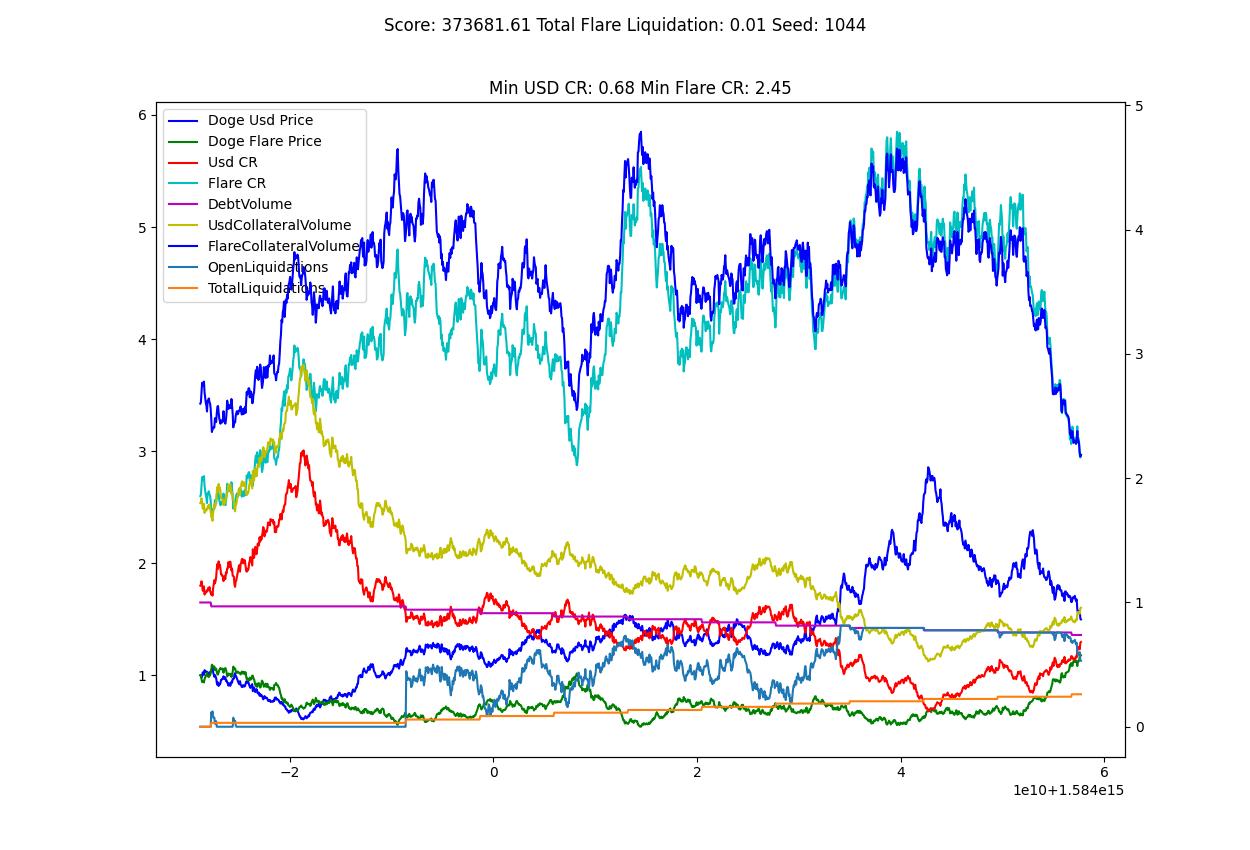 Score: 373681.61 Total Flare Liquidation: 0.01 Seed: 1044
Min USD CR: 0.68 Min Flare CR: 2.45
Doge Usd Price
Doge Flare Price
Usd CR
Flare CR
DebtVolume
UsdCollateralVolume
FlareCollateralVolume
OpenLiquidations
TotalLiquidations
6
5
4
3
2
1
5
4
3
2
1
0
−2
0
2
4
6
1e10+1.584e15